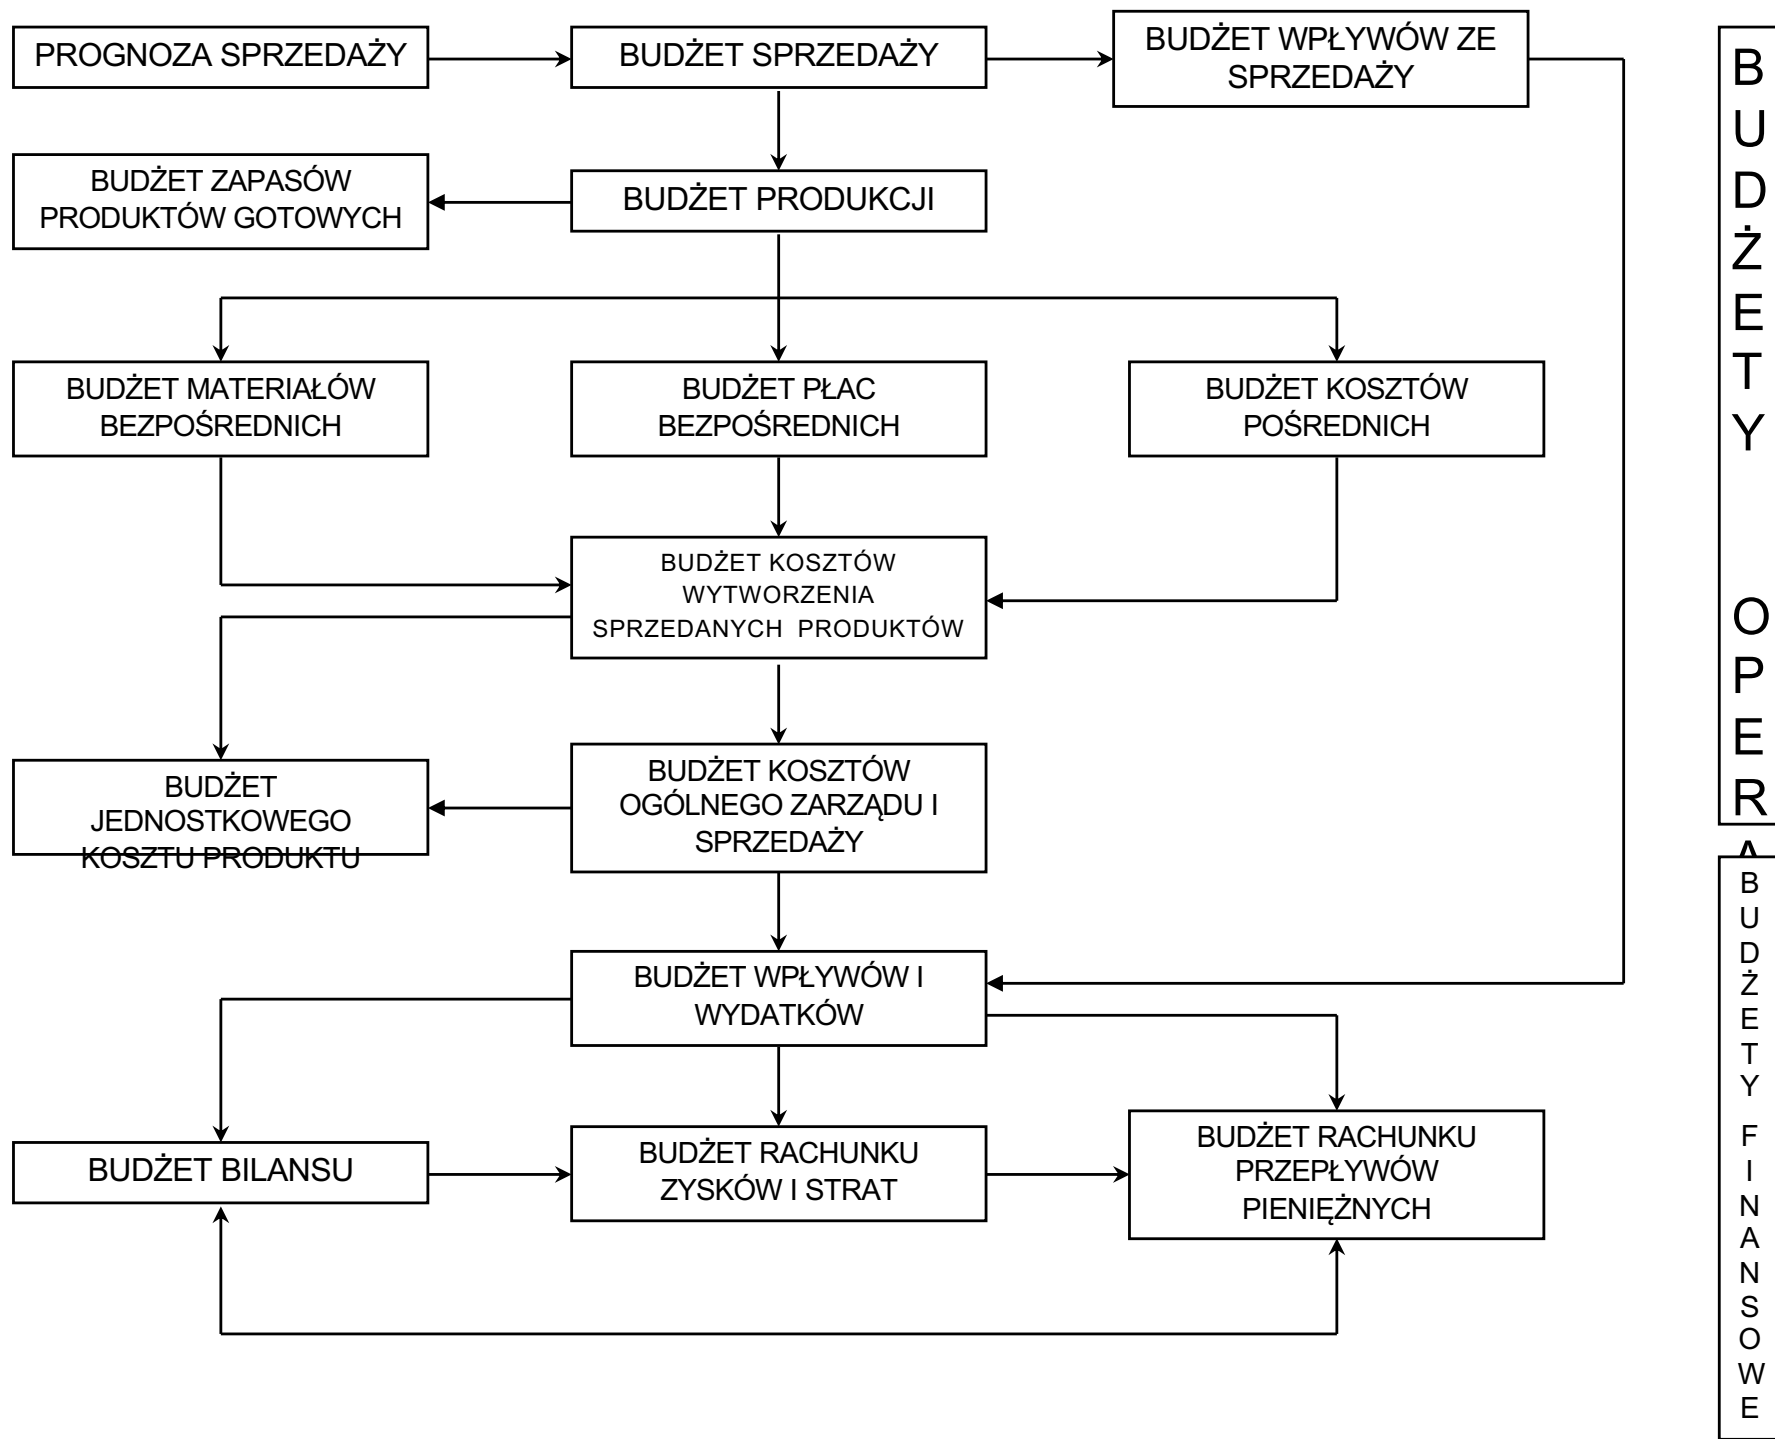 PROGNOZA SPRZEDAŻY
BUDŻET SPRZEDAŻY
BUDŻET WPŁYWÓW ZE
SPRZEDAŻY
BUDŻET ZAPASÓW
PRODUKTÓW GOTOWYCH
BUDŻET PRODUKCJI
BUDŻET MATERIAŁÓW
BEZPOŚREDNICH
BUDŻET PŁAC
BEZPOŚREDNICH
BUDŻET KOSZTÓW
POŚREDNICH
BUDŻET KOSZTÓW
WYTWORZENIA
SPRZEDANYCH PRODUKTÓW
BUDŻET
JEDNOSTKOWEGO
KOSZTU PRODUKTU
BUDŻET KOSZTÓW
OGÓLNEGO ZARZĄDU I
SPRZEDAŻY
BUDŻET WPŁYWÓW I
WYDATKÓW
BUDŻET BILANSU
BUDŻET RACHUNKU
ZYSKÓW I STRAT
BUDŻET RACHUNKU
PRZEPŁYWÓW
PIENIĘŻNYCH
B
U
D
Ż
E
T
Y
O
P
E
R
A
B
U
D
Ż
E
T
Y
F
I
N
A
N
S
O
W
E